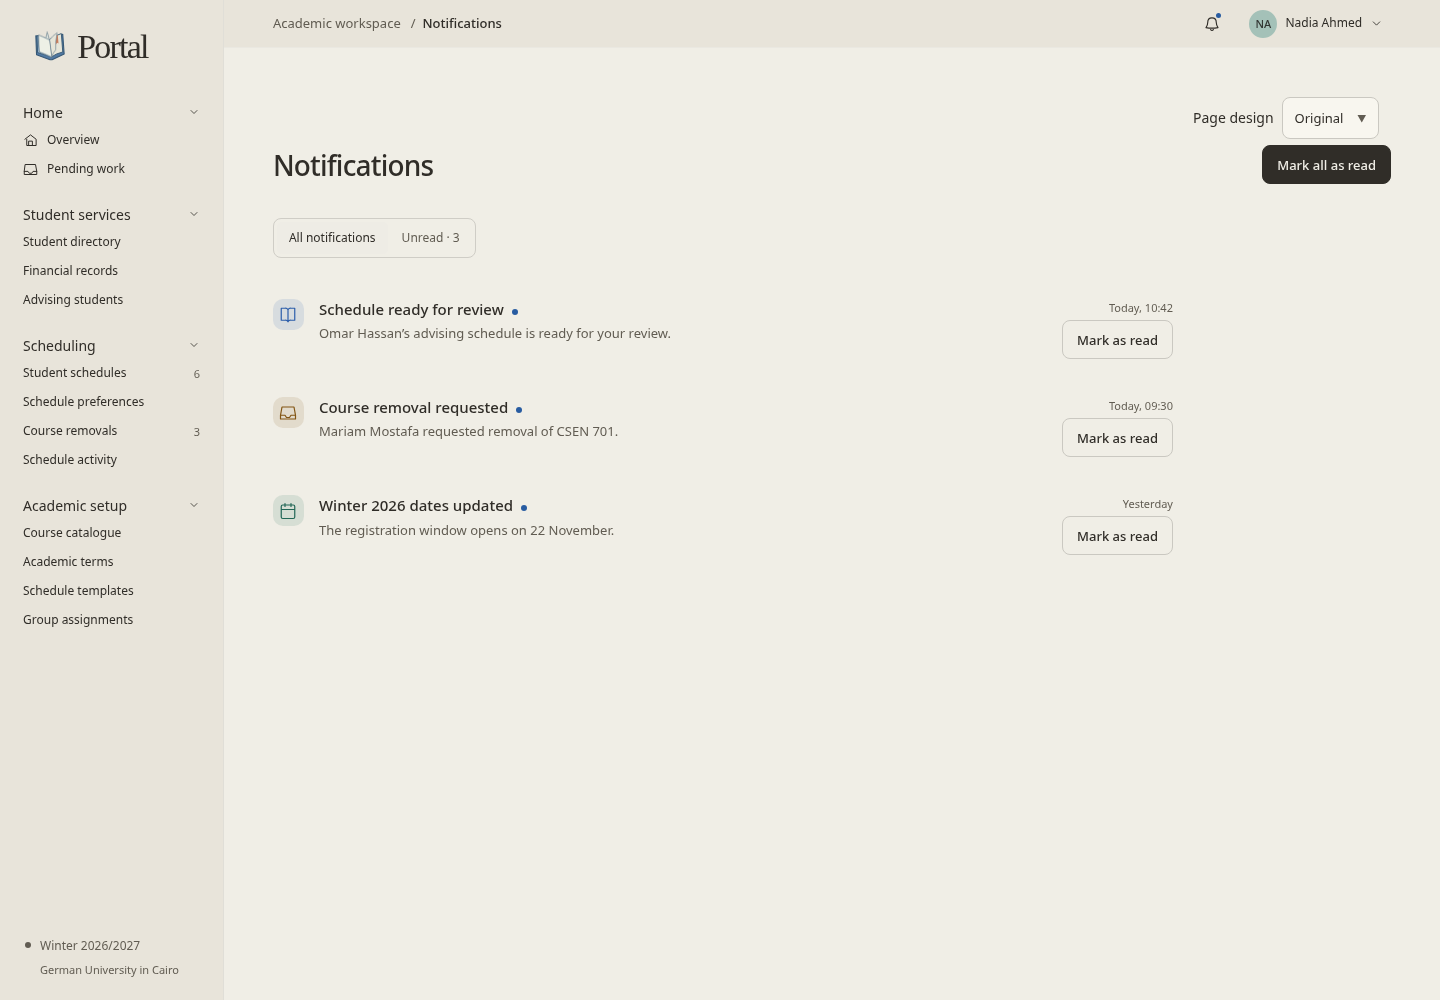 Portal
Home
Overview
Pending work
Student services
Student directory
Financial records
Advising students
Scheduling
Student schedules 6
Schedule preferences
Course removals 3
Schedule activity
Academic setup
Course catalogue
Academic terms
Schedule templates
Group assignments
Winter 2026/2027
German University in Cairo
Academic workspace / Notifications
NA Nadia Ahmed
Page design Original
Notifications
Mark all as read
All notifications Unread · 3
Schedule ready for review
Omar Hassan’s advising schedule is ready for your review.
Today, 10:42
Mark as read
Course removal requested
Mariam Mostafa requested removal of CSEN 701.
Today, 09:30
Mark as read
Winter 2026 dates updated
The registration window opens on 22 November.
Yesterday
Mark as read